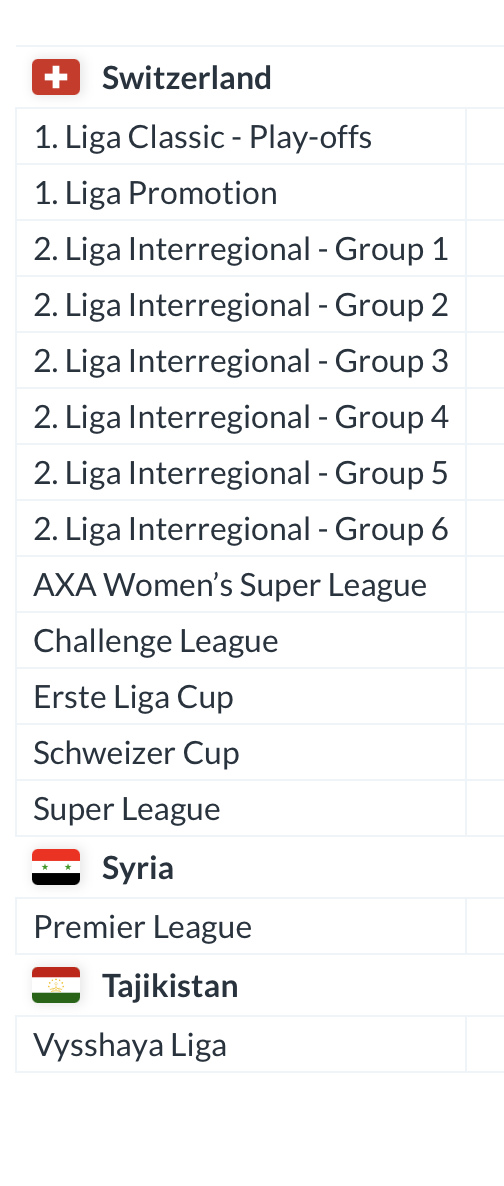 Switzerland
1. Liga Classic - Play-offs
1. Liga Promotion
2. Liga Interregional - Group 1
2. Liga Interregional - Group 2
2. Liga Interregional - Group 3
2. Liga Interregional - Group 4
2. Liga Interregional - Group 5
2. Liga Interregional - Group 6
AXA Women’s Super League
Challenge League
Erste Liga Cup
Schweizer Cup
Super League
Syria
Premier League
Tajikistan
Vysshaya Liga